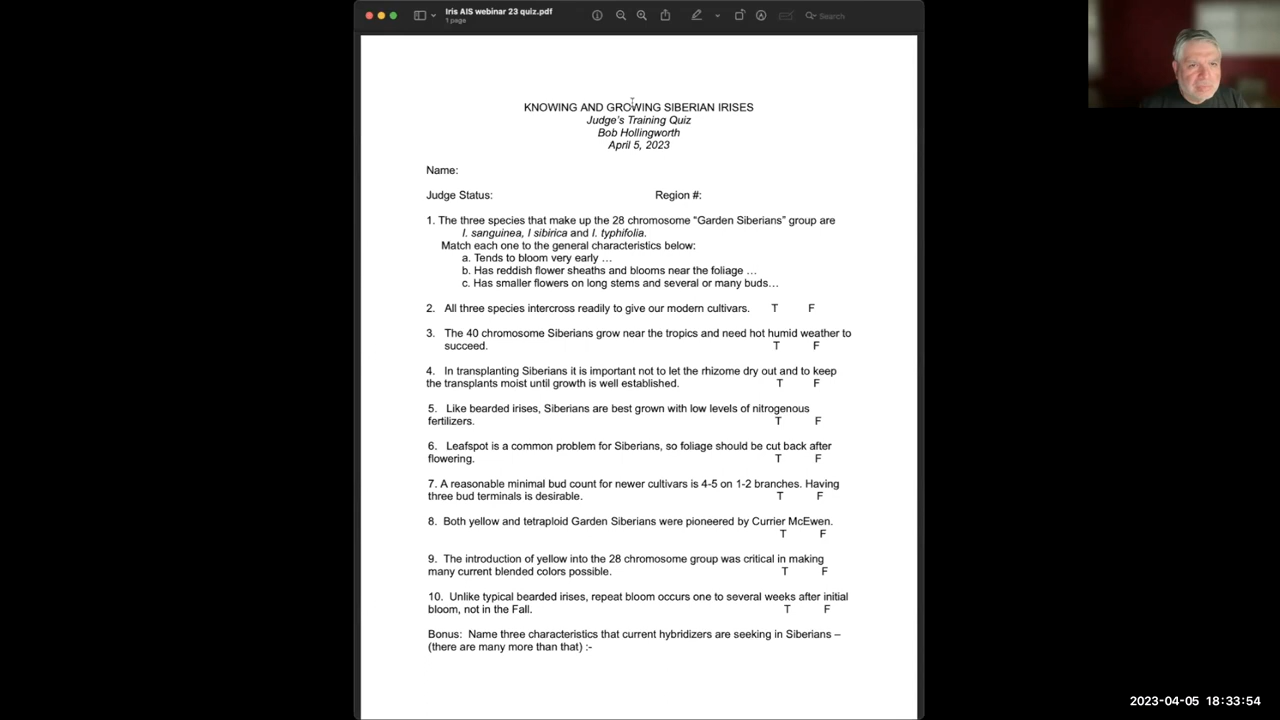 Iris AIS webinar 23 quiz.pdf
1 page
Search
KNOWING AND GROWING SIBERIAN IRISES
Judge's Training Quiz
Bob Hollingworth
April 5, 2023
Name:
Judge Status: Region #:
1. The three species that make up the 28 chromosome “Garden Siberians” group are
I. sanguinea, I sibirica and I. typhifolia.
Match each one to the general characteristics below:
a. Tends to bloom very early …
b. Has reddish flower sheaths and blooms near the foliage …
c. Has smaller flowers on long stems and several or many buds…
2. All three species intercross readily to give our modern cultivars. T F
3. The 40 chromosome Siberians grow near the tropics and need hot humid weather to
succeed. T F
4. In transplanting Siberians it is important not to let the rhizome dry out and to keep
the transplants moist until growth is well established. T F
5. Like bearded irises, Siberians are best grown with low levels of nitrogenous
fertilizers. T F
6. Leafspot is a common problem for Siberians, so foliage should be cut back after
flowering. T F
7. A reasonable minimal bud count for newer cultivars is 4-5 on 1-2 branches. Having
three bud terminals is desirable. T F
8. Both yellow and tetraploid Garden Siberians were pioneered by Currier McEwen.
T F
9. The introduction of yellow into the 28 chromosome group was critical in making
many current blended colors possible. T F
10. Unlike typical bearded irises, repeat bloom occurs one to several weeks after initial
bloom, not in the Fall. T F
Bonus: Name three characteristics that current hybridizers are seeking in Siberians –
(there are many more than that) :-
2023-04-05 18:33:54